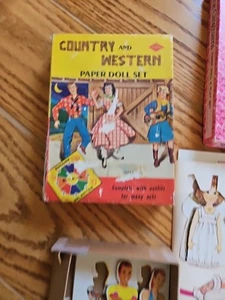 COUNTRY AND
WESTERN
PAPER DOLL SET
Complete with outfits
for many acts